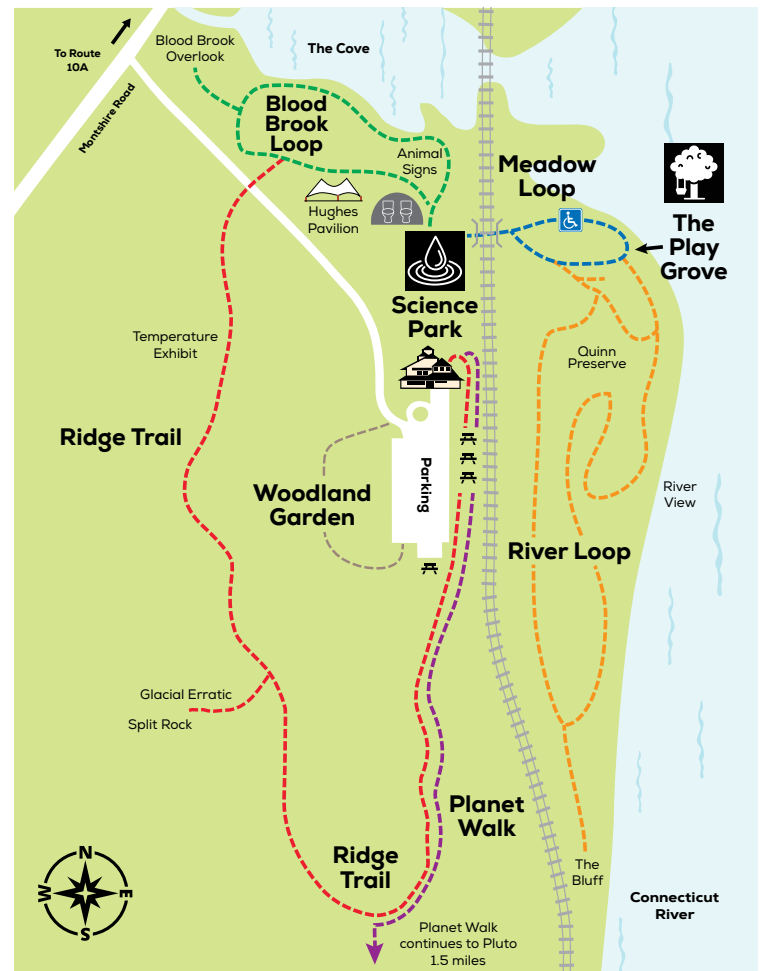 To Route
10A
Montshire Road
Blood Brook
Overlook
The Cove
Blood
Brook
Loop
Animal
Signs
Hughes
Pavilion
Meadow
Loop
The
Play
Grove
Science
Park
Temperature
Exhibit
Quinn
Preserve
Ridge Trail
Woodland
Garden
Parking
River
View
River Loop
Glacial Erratic
Split Rock
Planet
Walk
Ridge
Trail
The
Bluff
Connecticut
River
N
W
E
S
Planet Walk
continues to Pluto
1.5 miles